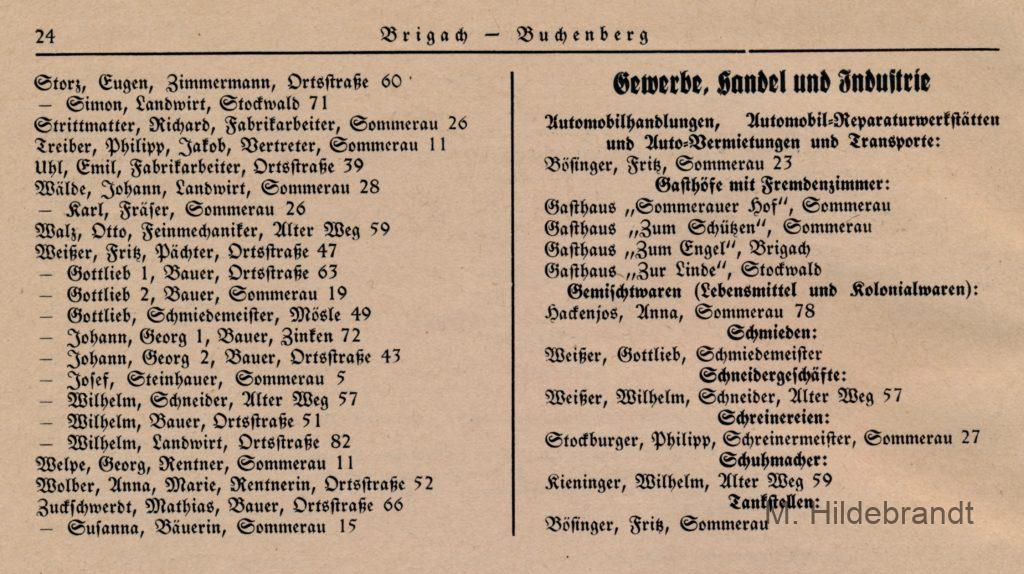 24
Brigach — Buchenberg
Storz, Eugen, Zimmermann, Ortsstraße 60
— Simon, Landwirt, Stockwald 71
Strittmatter, Richard, Fabrikarbeiter, Sommerau 26
Treiber, Philipp, Jakob, Vertreter, Sommerau 11
Uhl, Emil, Fabrikarbeiter, Ortsstraße 39
Wälde, Johann, Landwirt, Sommerau 28
— Karl, Fräser, Sommerau 26
Walz, Otto, Feinmechaniker, Alter Weg 59
Weißer, Fritz, Pächter, Ortsstraße 47
— Gottlieb 1, Bauer, Ortsstraße 63
— Gottlieb 2, Bauer, Sommerau 19
— Gottlieb, Schmiedemeister, Mösle 49
— Johann, Georg 1, Bauer, Zinken 72
— Johann, Georg 2, Bauer, Ortsstraße 43
— Josef, Steinhauer, Sommerau 5
— Wilhelm, Schneider, Alter Weg 57
— Wilhelm, Bauer, Ortsstraße 51
— Wilhelm, Landwirt, Ortsstraße 82
Welpe, Georg, Rentner, Sommerau 11
Wolber, Anna, Marie, Rentnerin, Ortsstraße 52
Zuckschwerdt, Mathias, Bauer, Ortsstraße 66
— Susanna, Bäuerin, Sommerau 15
Gewerbe, Handel und Industrie
Automobilhandlungen, Automobil-Reparaturwerkstätten
und Auto-Vermietungen und Transporte:
Bösinger, Fritz, Sommerau 23
Gasthöfe mit Fremdenzimmer:
Gasthaus „Sommerauer Hof“, Sommerau
Gasthaus „Zum Schützen“, Sommerau
Gasthaus „Zum Engel“, Brigach
Gasthaus „Zur Linde“, Stockwald
Gemischtwaren (Lebensmittel und Kolonialwaren):
Hackenjos, Anna, Sommerau 78
Schmieden:
Weißer, Gottlieb, Schmiedemeister
Schneidergeschäfte:
Weißer, Wilhelm, Schneider, Alter Weg 57
Schreinereien:
Stockburger, Philipp, Schreinermeister, Sommerau 27
Schuhmacher:
Kieninger, Wilhelm, Alter Weg 59
Tankstellen:
Bösinger, Fritz, Sommerau
M. Hildebrandt